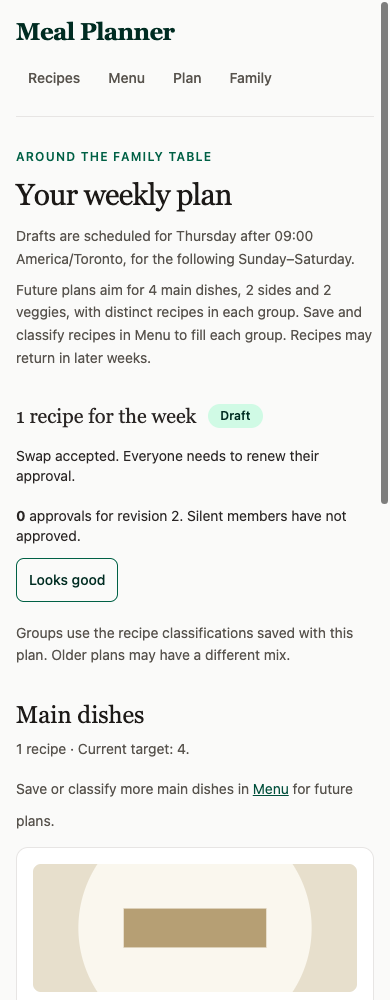 Meal Planner
Recipes Menu Plan Family
AROUND THE FAMILY TABLE
Your weekly plan
Drafts are scheduled for Thursday after 09:00
America/Toronto, for the following Sunday–Saturday.
Future plans aim for 4 main dishes, 2 sides and 2
veggies, with distinct recipes in each group. Save and
classify recipes in Menu to fill each group. Recipes may
return in later weeks.
1 recipe for the week Draft
Swap accepted. Everyone needs to renew their
approval.
0 approvals for revision 2. Silent members have not
approved.
Looks good
Groups use the recipe classifications saved with this
plan. Older plans may have a different mix.
Main dishes
1 recipe · Current target: 4.
Save or classify more main dishes in Menu for future
plans.